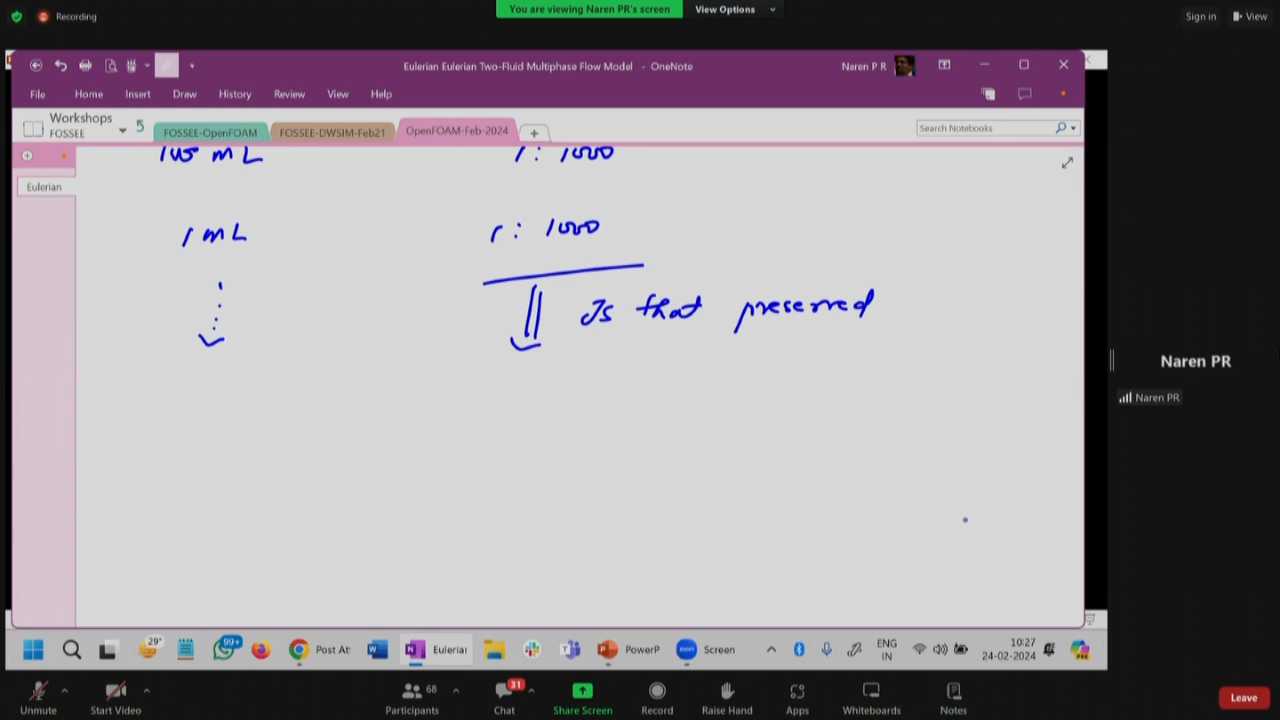 Recording
You are viewing Naren PR's screen
View Options
Sign in
View
Eulerian Eulerian Two-Fluid Multiphase Flow Model - OneNote
Naren P R
File Home Insert Draw History Review View Help
Workshops
FOSSEE
FOSSEE-OpenFOAM
FOSSEE-DWSIM-Feb21
OpenFOAM-Feb-2024
Search Notebooks
Eulerian
mL
: 1000
1 mL
1 : 1000
Is that preserved
Naren PR
Naren PR
29°
99+
Post At
Eulerian
PowerP
Screen
ENG
IN
10:27
24-02-2024
Unmute
Start Video
68
Participants
31
Chat
Share Screen
Record
Raise Hand
Apps
Whiteboards
Notes
Leave